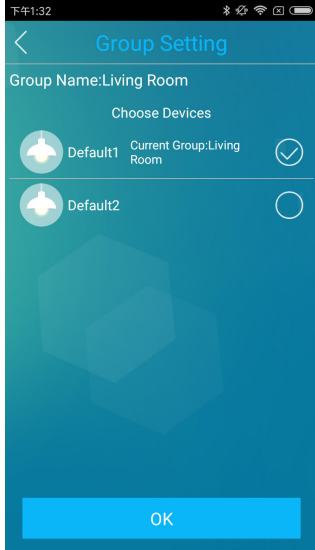 下午1:32
Group Setting
Group Name:Living Room
Choose Devices
Default1
Current Group:Living
Room
Default2
OK